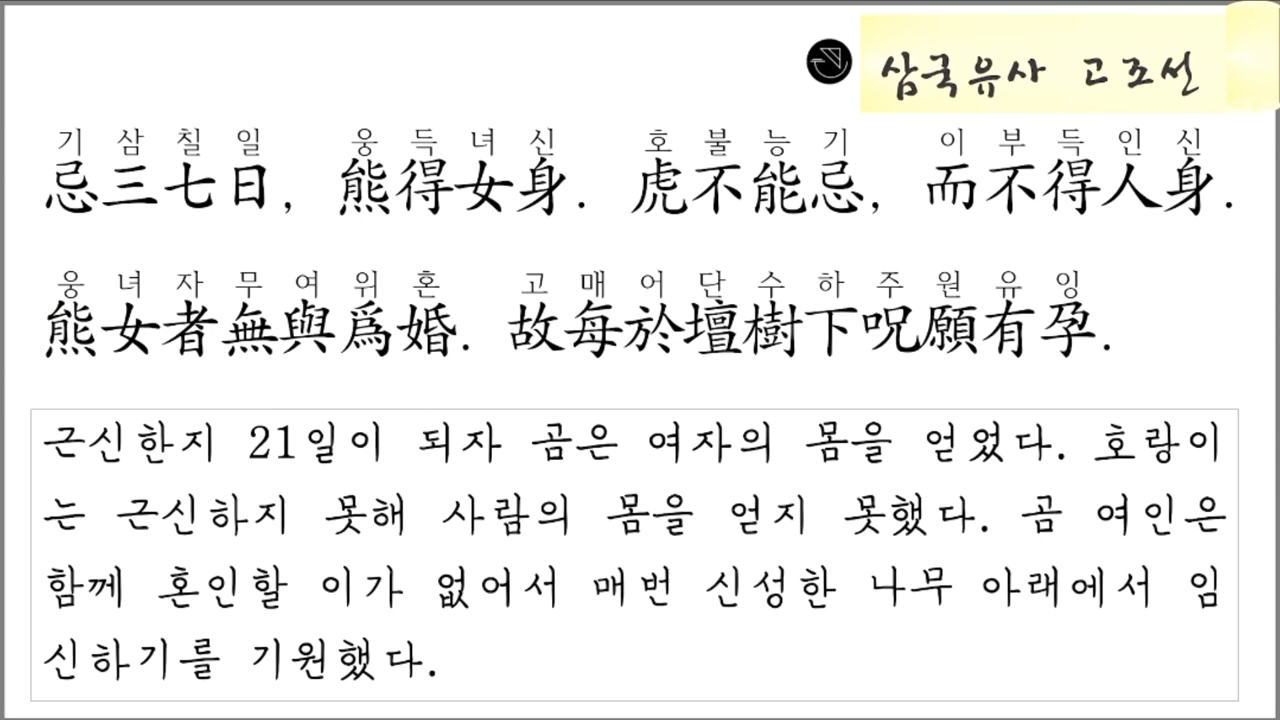 삼국유사 고조선
기삼칠일 웅득녀신 호불능기 이부득인신
忌三七日, 熊得女身. 虎不能忌, 而不得人身.
웅녀자무여위혼 고매어단수하주원유잉
熊女者無與爲婚. 故每於壇樹下呪願有孕.
근신한지 21일이 되자 곰은 여자의 몸을 얻었다. 호랑이
는 근신하지 못해 사람의 몸을 얻지 못했다. 곰 여인은
함께 혼인할 이가 없어서 매번 신성한 나무 아래에서 임
신하기를 기원했다.